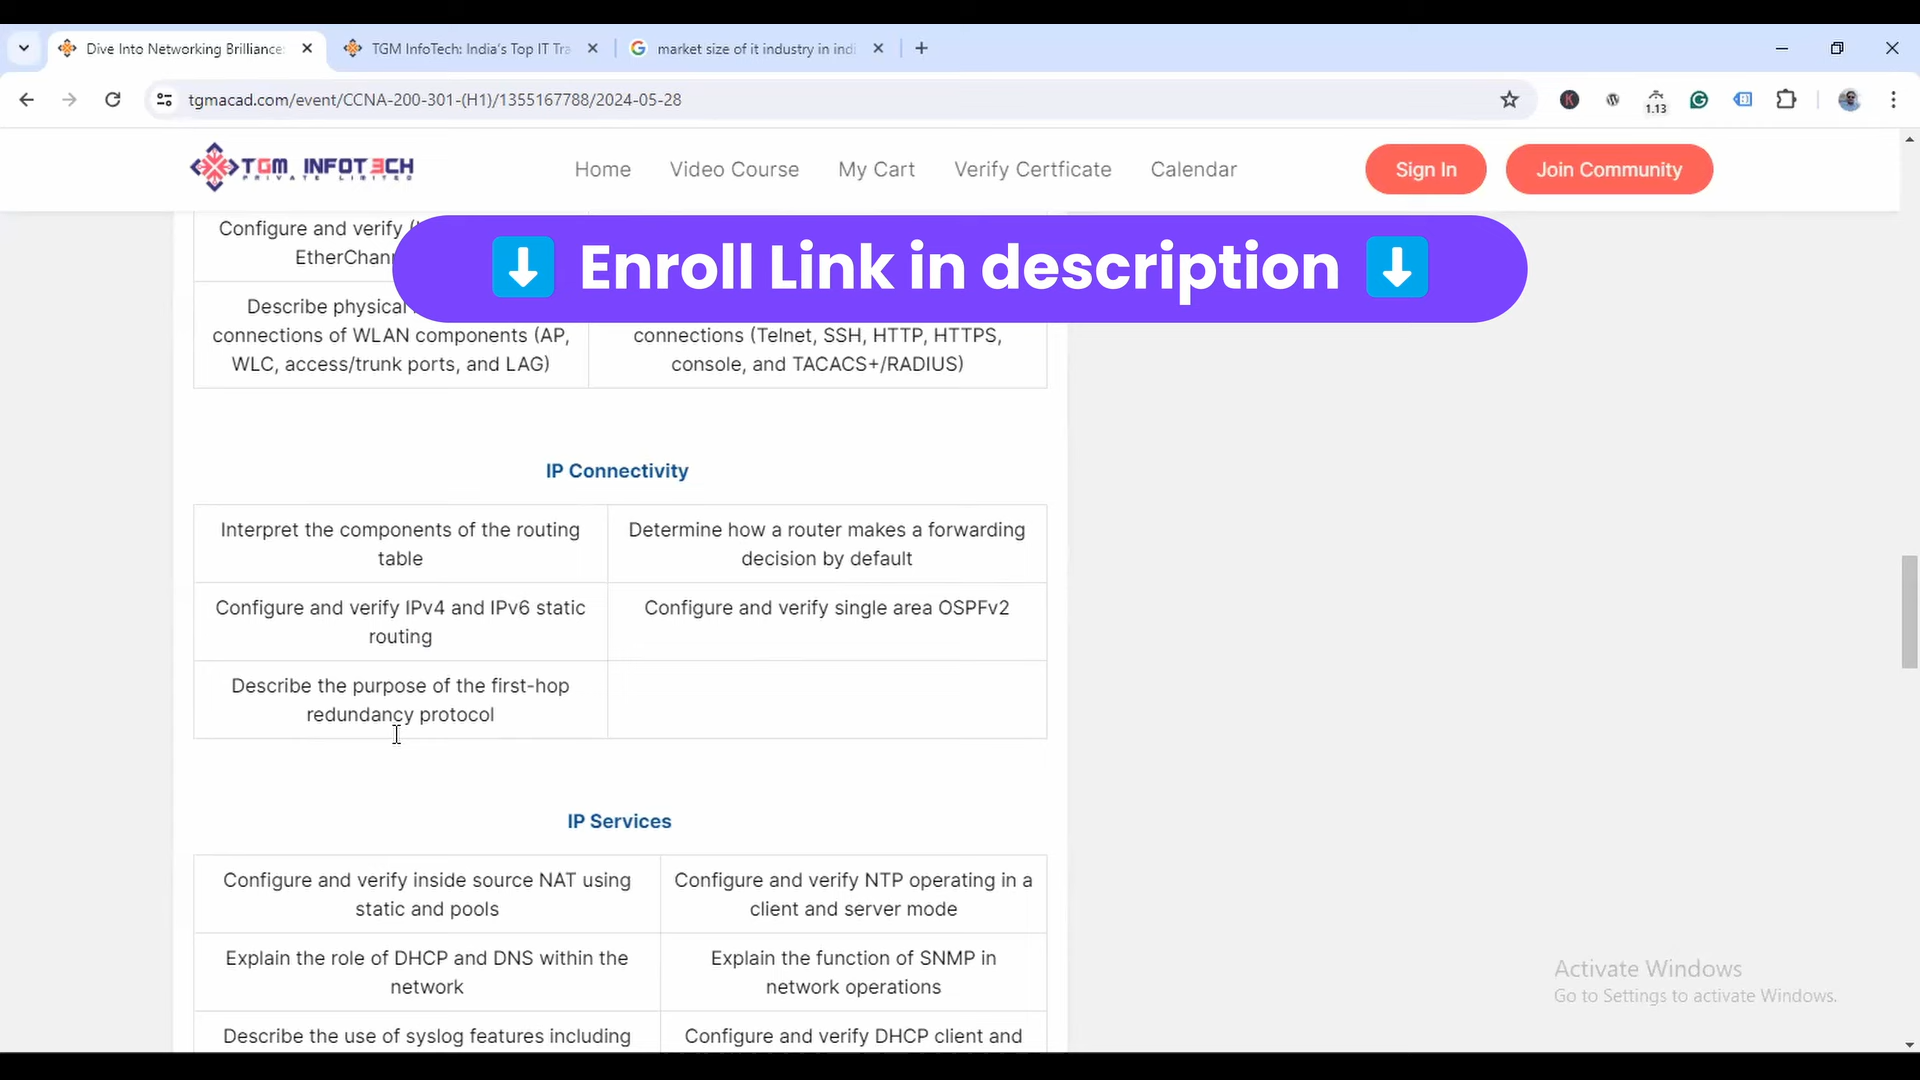 Dive Into Networking Brilliance:
TGM InfoTech: India's Top IT Tra
market size of it industry in indi
tgmacad.com/event/CCNA-200-301-(H1)/1355167788/2024-05-28
1.13
TGM INFOTECH
PRIVATE LIMITED
Home
Video Course
My Cart
Verify Certficate
Calendar
Sign In
Join Community
Enroll Link in description
Configure and verify
Describe physical
connections of WLAN components (AP,
WLC, access/trunk ports, and LAG)
connections (Telnet, SSH, HTTP, HTTPS,
console, and TACACS+/RADIUS)
IP Connectivity
Interpret the components of the routing
table
Determine how a router makes a forwarding
decision by default
Configure and verify IPv4 and IPv6 static
routing
Configure and verify single area OSPFv2
Describe the purpose of the first-hop
redundancy protocol
IP Services
Configure and verify inside source NAT using
static and pools
Configure and verify NTP operating in a
client and server mode
Explain the role of DHCP and DNS within the
network
Explain the function of SNMP in
network operations
Describe the use of syslog features including
Configure and verify DHCP client and
Activate Windows
Go to Settings to activate Windows.